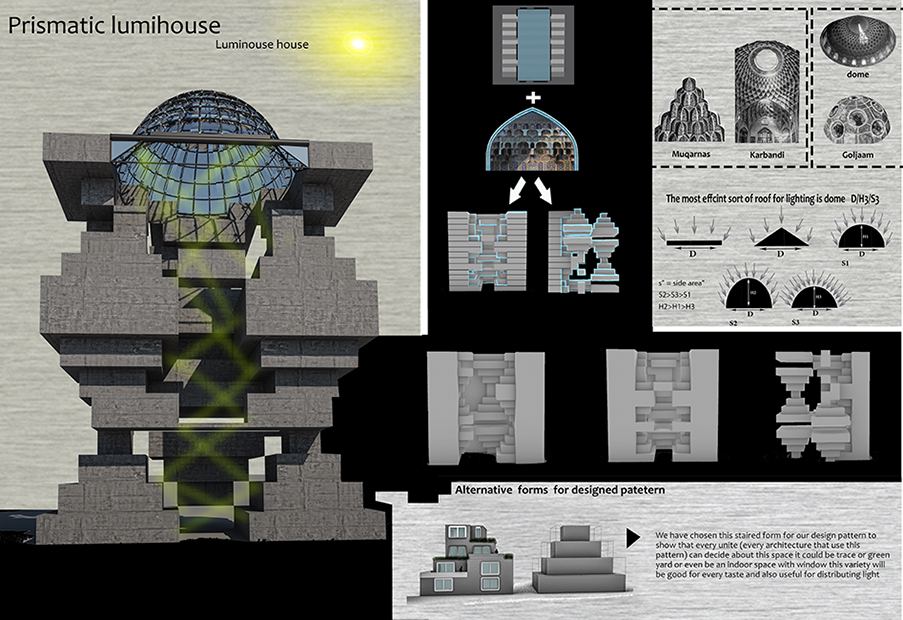 Prismatic lumihouse
Luminouse house
dome
Muqarnas
Karbandi
Goljaam
The most effcint sort of roof for lighting is dome D/H3/S3
D
D
H1
D
S1
s" = side area"
S2>S3>S1
H2>H1>H3
H2
D
S2
H3
D
S3
Alternative forms for designed patetern
We have chosen this staired form for our design pattern to
show that every unite (every architecture that use this
pattern) can decide about this space it could be trace or green
yard or even be an indoor space with window this variety will
be good for every taste and also useful for distributing light